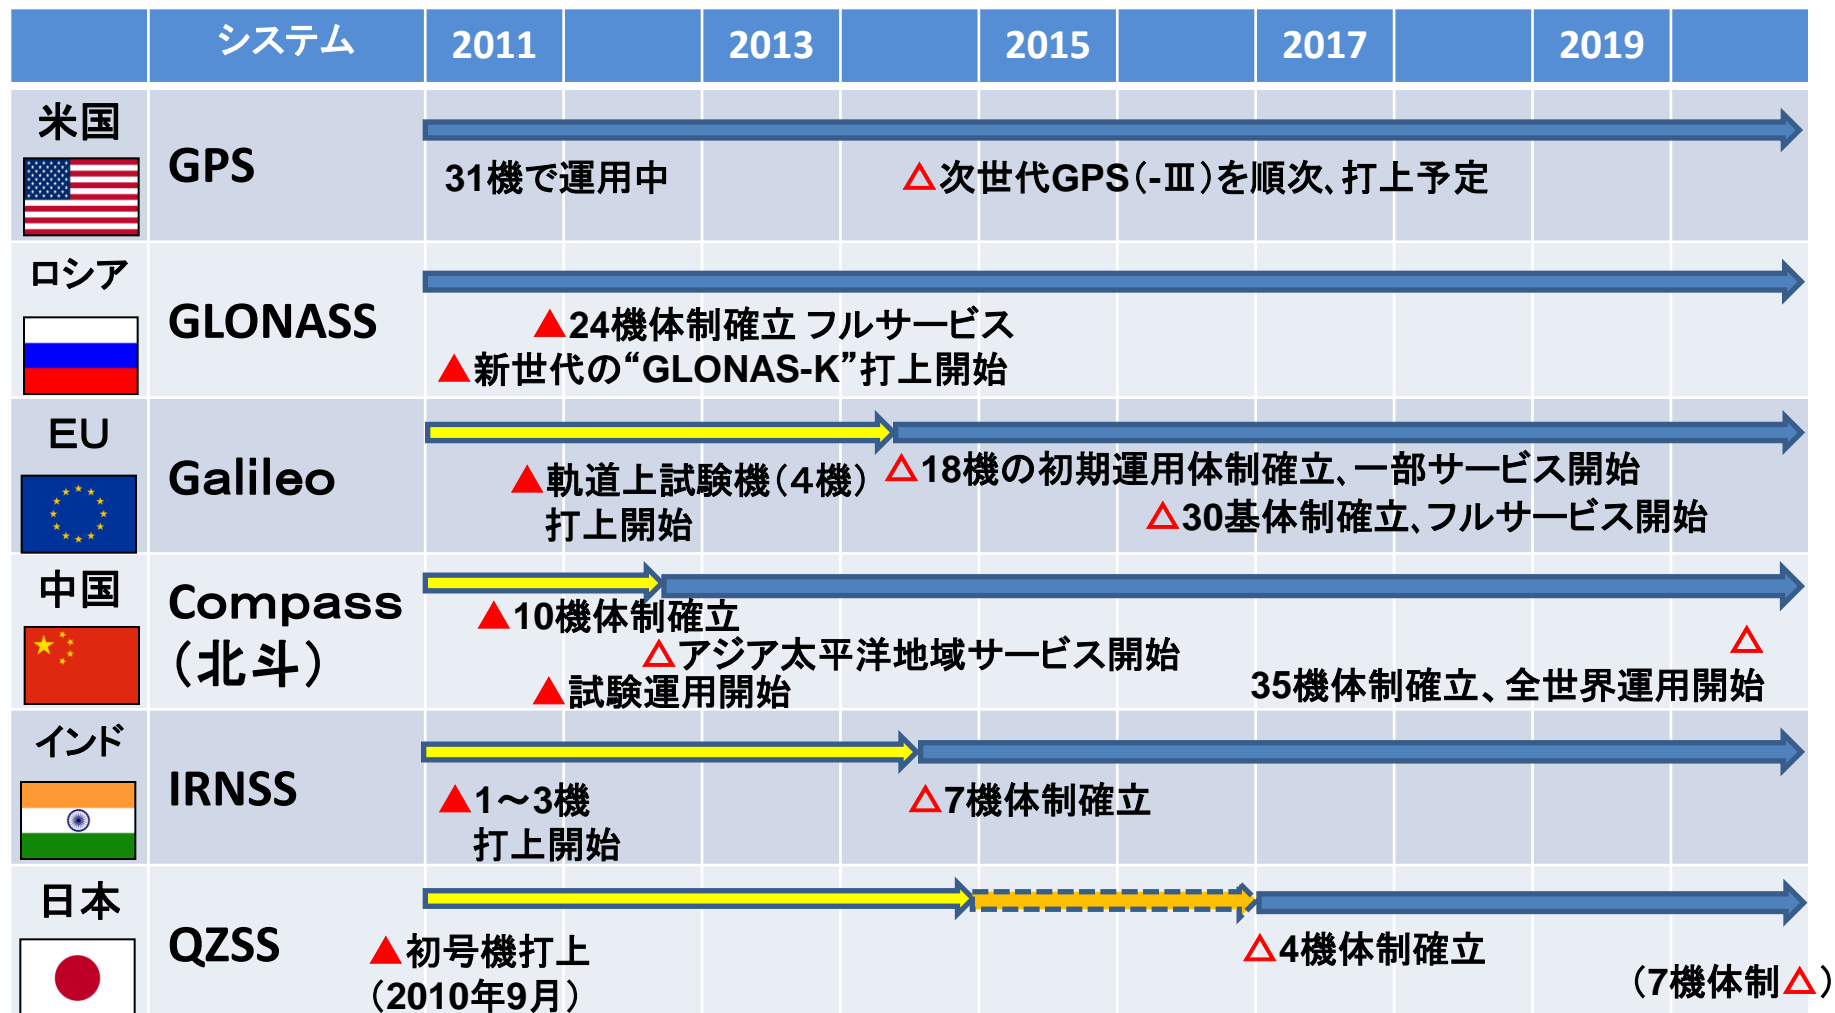 システム 2011 2013 2015 2017 2019
米国
GPS
31機で運用中
△次世代GPS(-Ⅲ)を順次、打上予定
ロシア
GLONASS
▲24機体制確立 フルサービス
▲新世代の“GLONAS-K”打上開始
EU
Galileo
▲軌道上試験機(4機)
打上開始
△18機の初期運用体制確立、一部サービス開始
△30基体制確立、フルサービス開始
中国
Compass
(北斗)
▲10機体制確立
△アジア太平洋地域サービス開始
▲試験運用開始
△
35機体制確立、全世界運用開始
インド
IRNSS
▲1～3機
打上開始
△7機体制確立
日本
QZSS
▲初号機打上
(2010年9月)
△4機体制確立
(7機体制△)